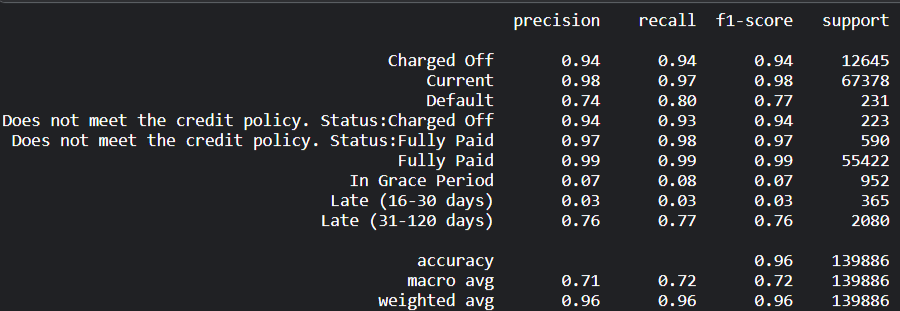 precision recall f1-score support
Charged Off 0.94 0.94 0.94 12645
Current 0.98 0.97 0.98 67378
Default 0.74 0.80 0.77 231
Does not meet the credit policy. Status:Charged Off 0.94 0.93 0.94 223
Does not meet the credit policy. Status:Fully Paid 0.97 0.98 0.97 590
Fully Paid 0.99 0.99 0.99 55422
In Grace Period 0.07 0.08 0.07 952
Late (16-30 days) 0.03 0.03 0.03 365
Late (31-120 days) 0.76 0.77 0.76 2080
accuracy 0.96 139886
macro avg 0.71 0.72 0.72 139886
weighted avg 0.96 0.96 0.96 139886